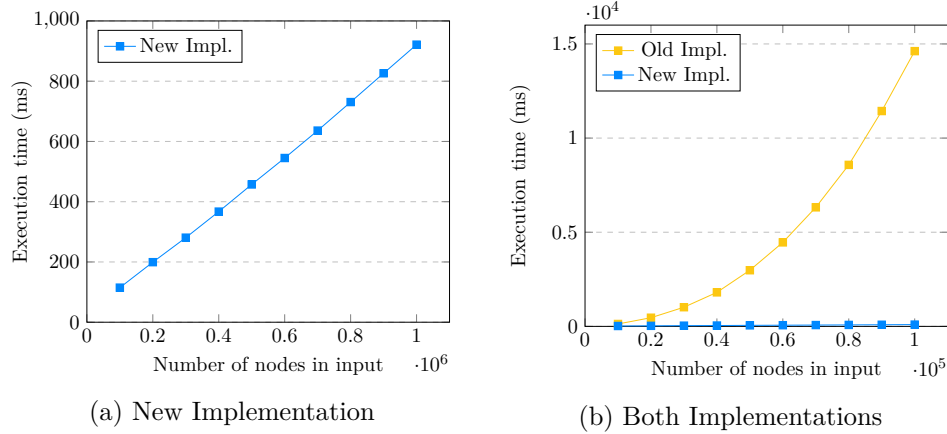 1,000
800
600
400
200
0
Execution time (ms)
New Impl.
0 0.2 0.4 0.6 0.8 1
Number of nodes in input ·10^6
(a) New Implementation
·10^4
1.5
1
0.5
0
Execution time (ms)
Old Impl.
New Impl.
0 0.2 0.4 0.6 0.8 1
Number of nodes in input ·10^5
(b) Both Implementations